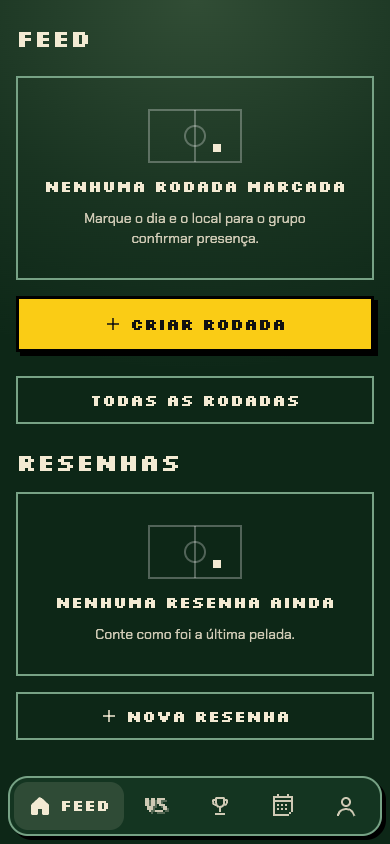 FEED
NENHUMA RODADA MARCADA
Marque o dia e o local para o grupo
confirmar presença.
+ CRIAR RODADA
TODAS AS RODADAS
RESENHAS
NENHUMA RESENHA AINDA
Conte como foi a última pelada.
+ NOVA RESENHA
FEED VS